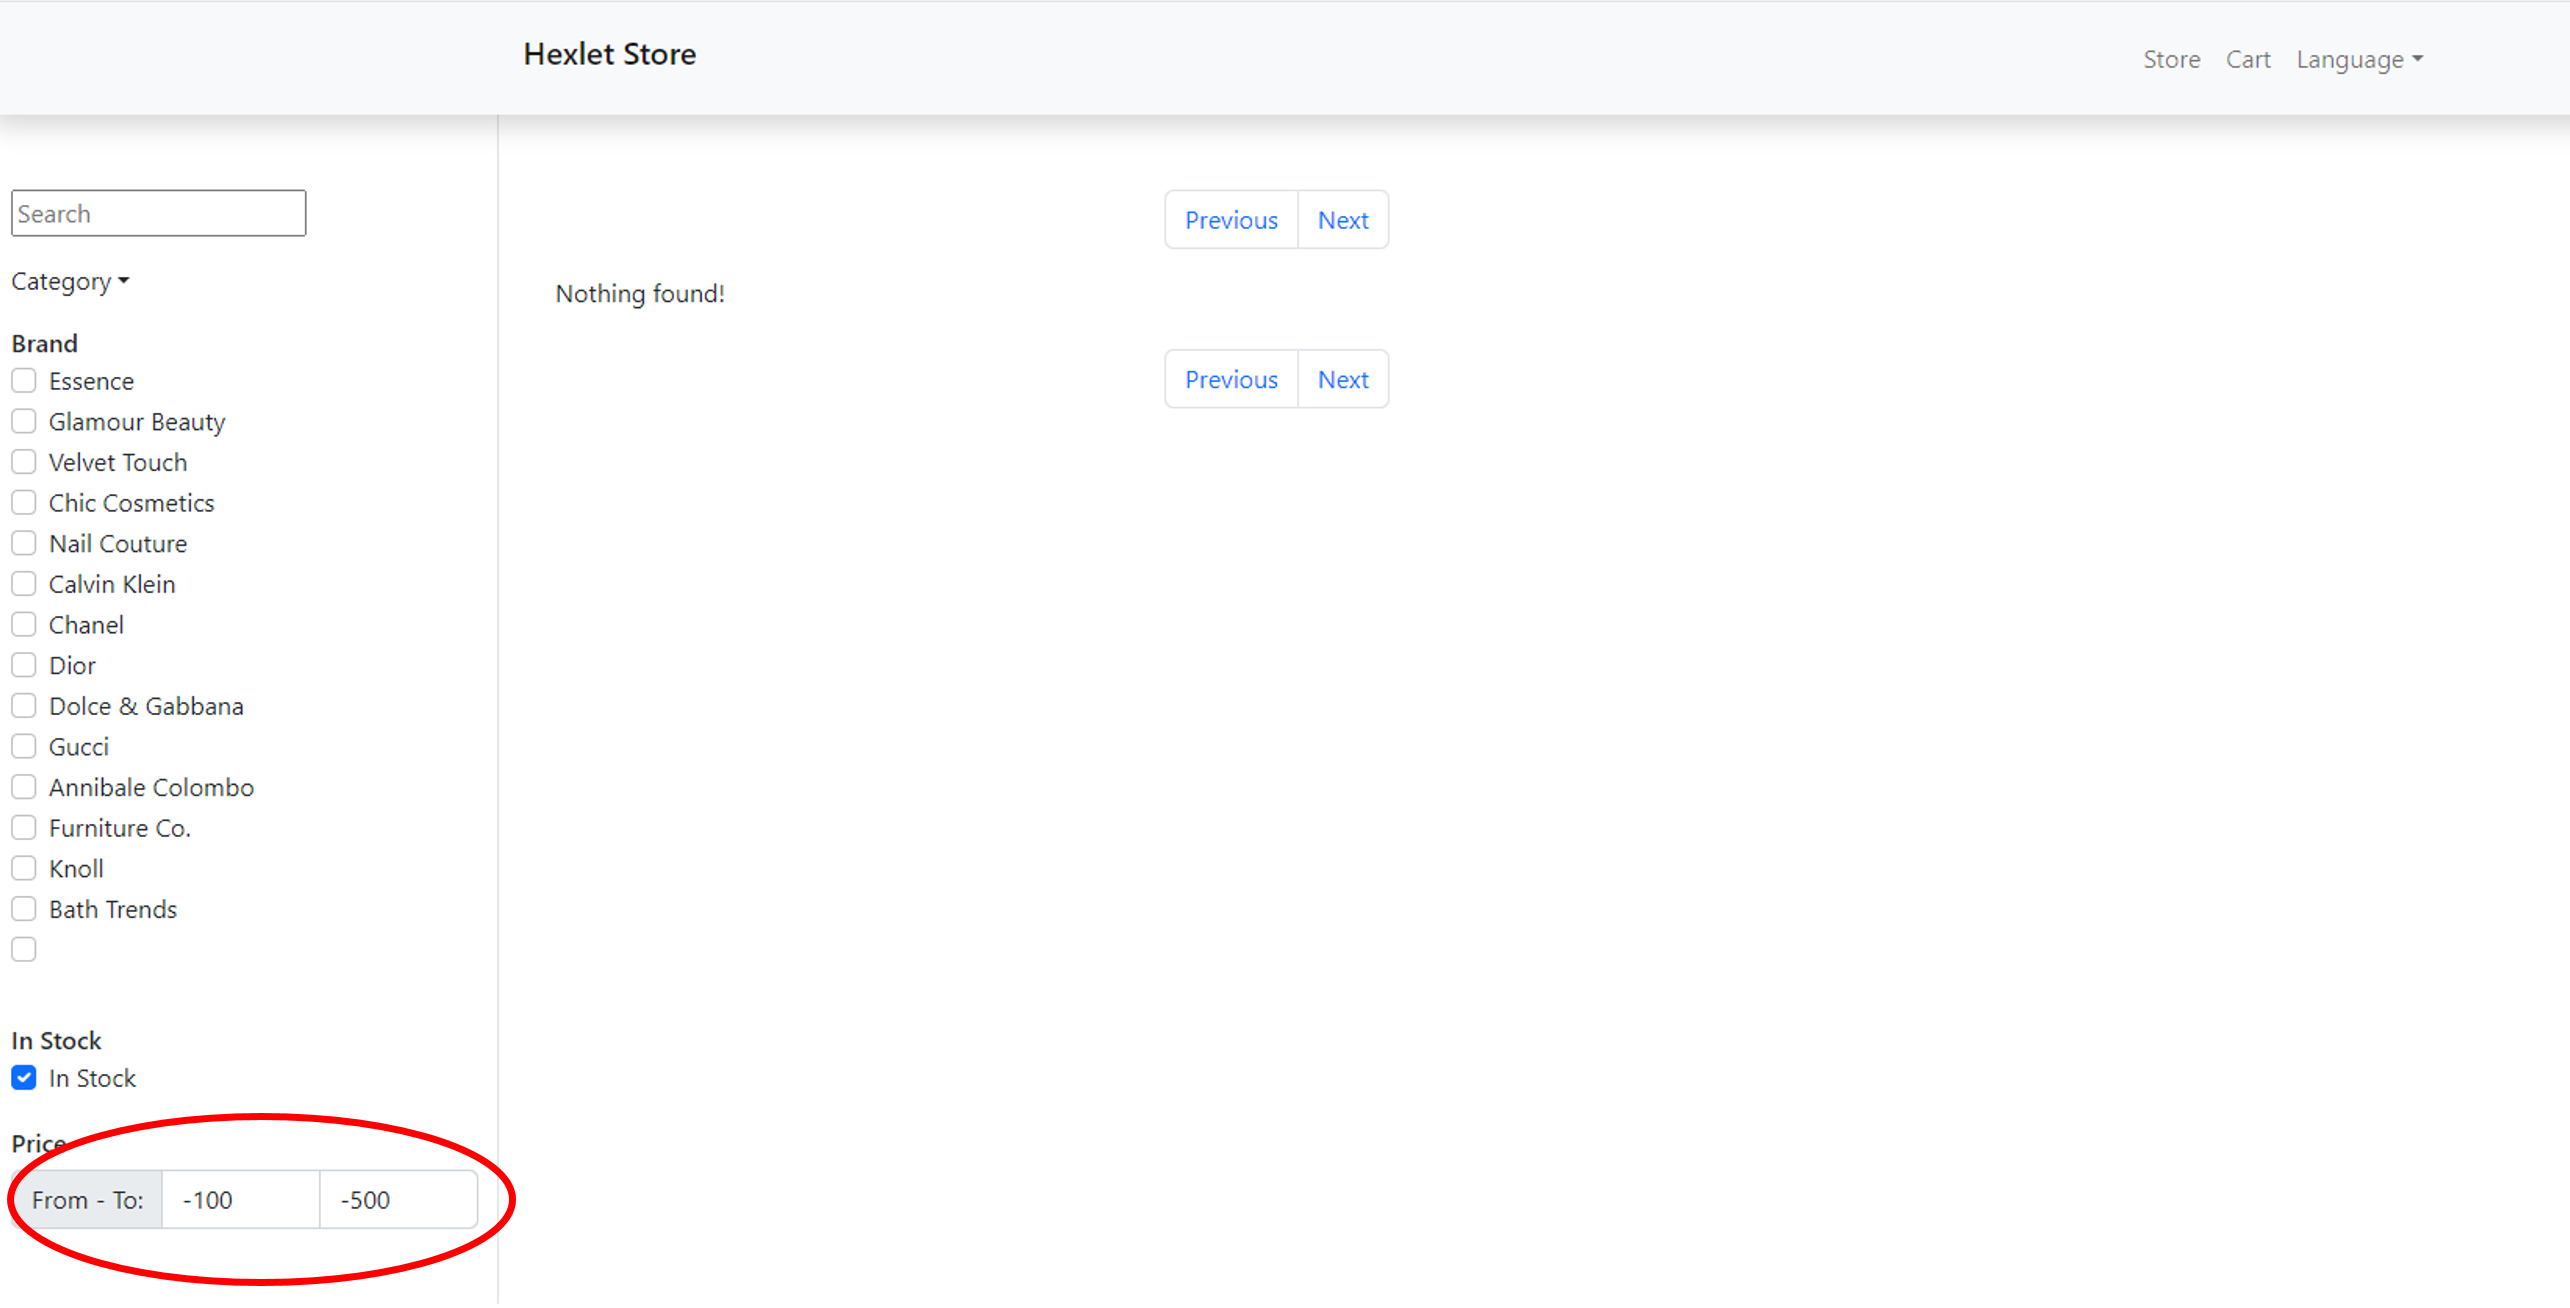 Hexlet Store
Store Cart Language
Search
Category
Brand
Essence
Glamour Beauty
Velvet Touch
Chic Cosmetics
Nail Couture
Calvin Klein
Chanel
Dior
Dolce & Gabbana
Gucci
Annibale Colombo
Furniture Co.
Knoll
Bath Trends
In Stock
In Stock
Price
From - To: -100 -500
Previous Next
Nothing found!
Previous Next